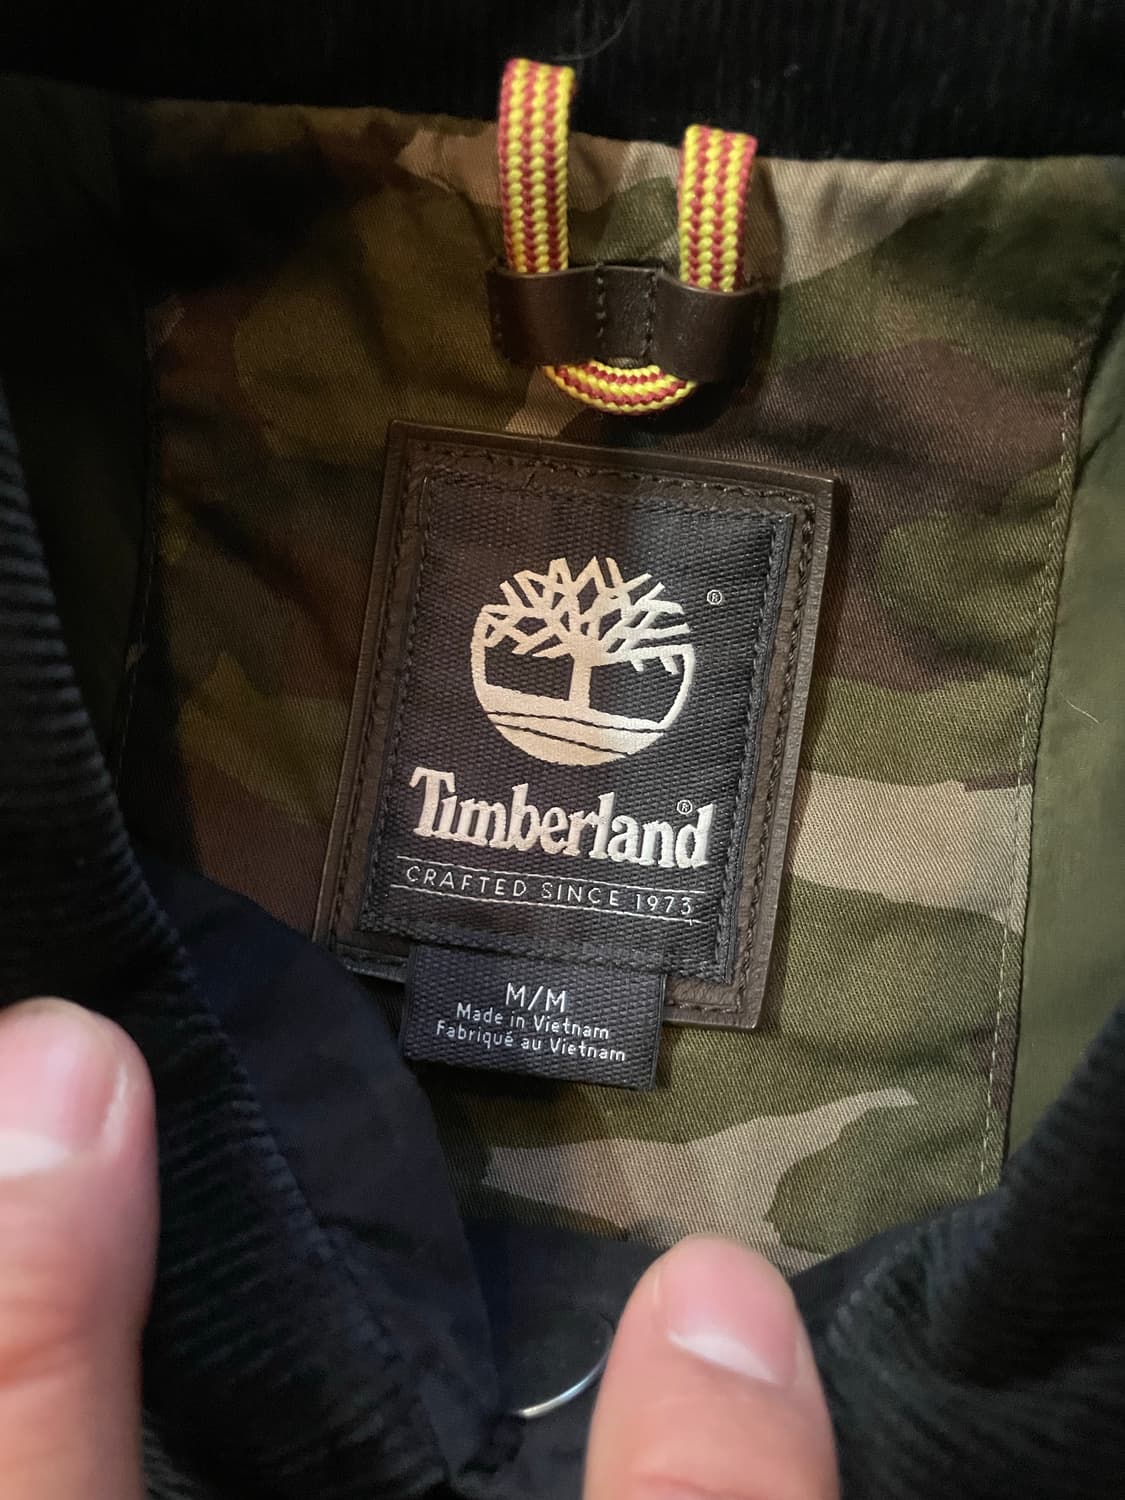 ®
Timberland®
CRAFTED SINCE 1973
M/M
Made in Vietnam
Fabriqué au Vietnam